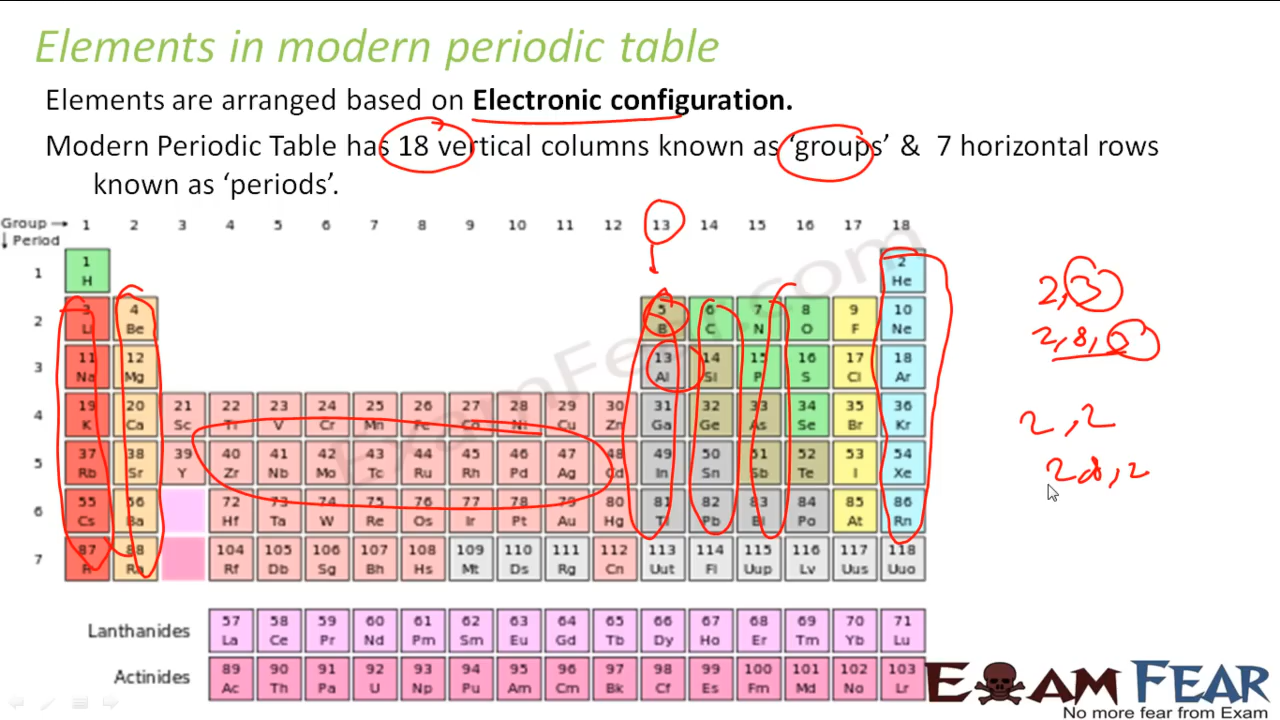 Elements in modern periodic table
Elements are arranged based on Electronic configuration.
Modern Periodic Table has 18 vertical columns known as ‘groups’ & 7 horizontal rows
known as ‘periods’.
Group → 1 2 3 4 5 6 7 8 9 10 11 12 13 14 15 16 17 18
↓ Period
1 1 2
H He
2 3 4 5 6 7 8 9 10
Li Be B C N O F Ne
3 11 12 13 14 15 16 17 18
Na Mg Al Si P S Cl Ar
4 19 20 21 22 23 24 25 26 27 28 29 30 31 32 33 34 35 36
K Ca Sc Ti V Cr Mn Fe Co Ni Cu Zn Ga Ge As Se Br Kr
5 37 38 39 40 41 42 43 44 45 46 47 48 49 50 51 52 53 54
Rb Sr Y Zr Nb Mo Tc Ru Rh Pd Ag Cd In Sn Sb Te I Xe
6 55 56 72 73 74 75 76 77 78 79 80 81 82 83 84 85 86
Cs Ba Hf Ta W Re Os Ir Pt Au Hg Tl Pb Bi Po At Rn
7 87 88 104 105 106 107 108 109 110 111 112 113 114 115 116 117 118
Ra Rf Db Sg Bh Hs Mt Ds Rg Cn Uut Fl Uup Lv Uus Uuo
57 58 59 60 61 62 63 64 65 66 67 68 69 70 71
Lanthanides La Ce Pr Nd Pm Sm Eu Gd Tb Dy Ho Er Tm Yb Lu
89 90 91 92 93 94 95 96 97 98 99 100 101 102 103
Actinides Ac Th Pa U Np Pu Am Cm Bk Cf Es Fm Md No Lr
2, 3
2, 8,
2, 2
2 8, 2
ExamFear.com
EXAM FEAR
No more fear from Exam